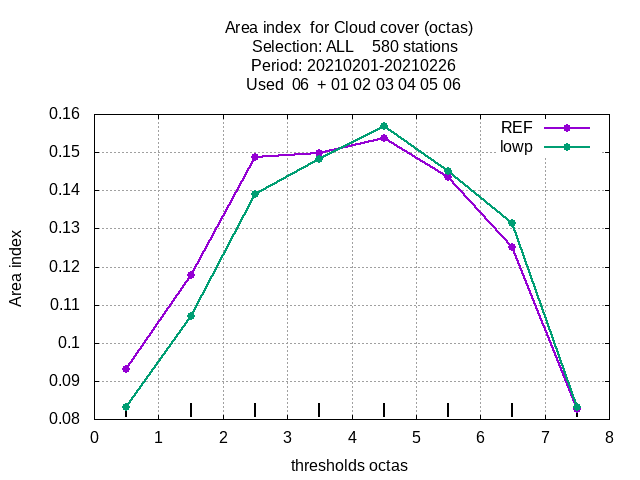 Area index  for Cloud cover (octas)
Selection: ALL    580 stations
Period: 20210201-20210226
Used  06  + 01 02 03 04 05 06
0.16
REF
lowp
0.15
0.14
0.13
0.12
0.11
0.1
0.09
0.08
Area index
0 1 2 3 4 5 6 7 8
thresholds octas